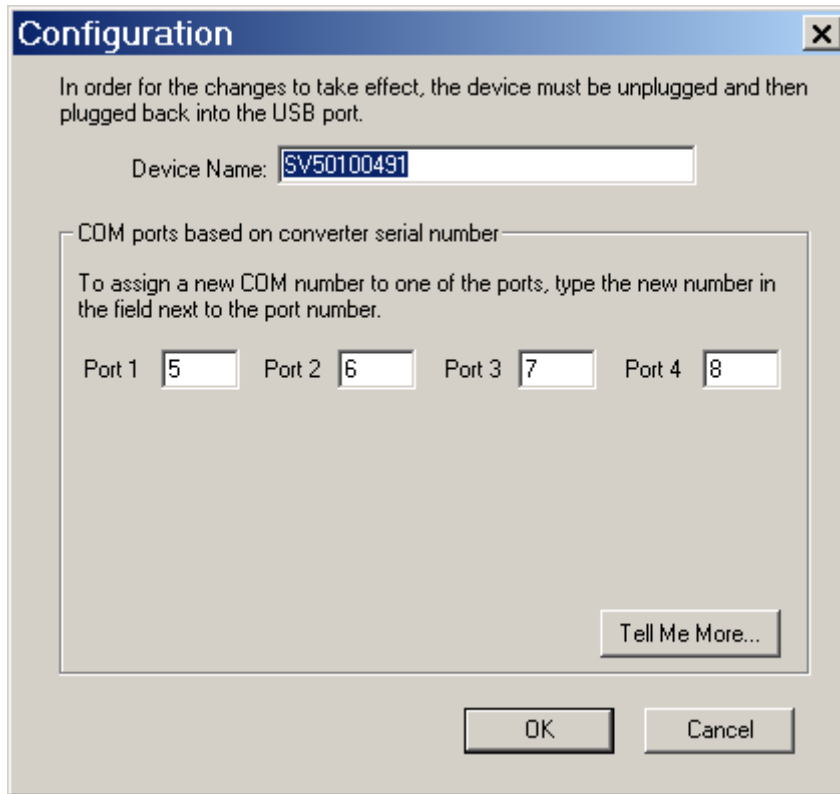 Configuration
In order for the changes to take effect, the device must be unplugged and then
plugged back into the USB port.
Device Name: SV50100491
COM ports based on converter serial number
To assign a new COM number to one of the ports, type the new number in
the field next to the port number.
Port 1 5 Port 2 6 Port 3 7 Port 4 8
Tell Me More...
OK Cancel